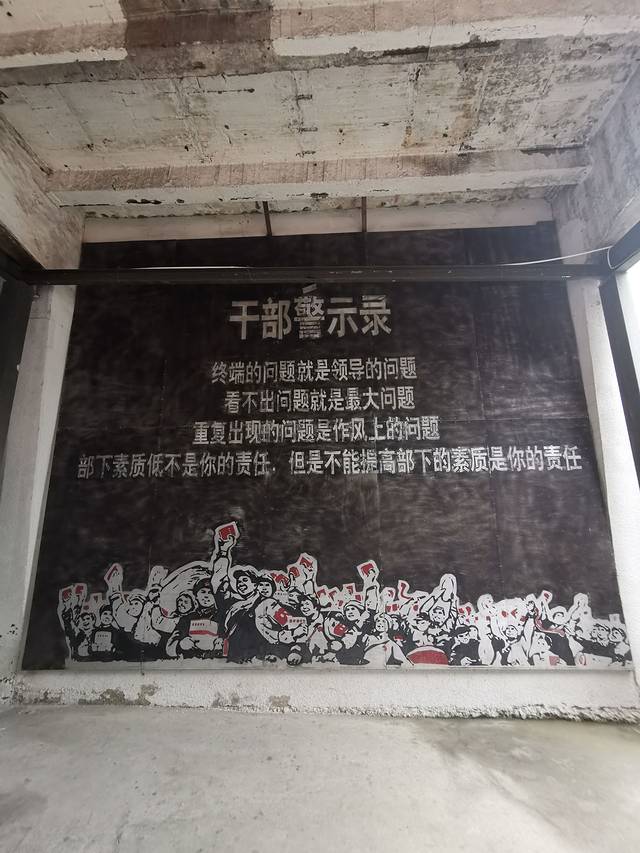 干部警示录
终端的问题就是领导的问题
看不出问题就是最大问题
重复出现的问题是作风上的问题
部下素质低不是你的责任．但是不能提高部下的素质是你的责任